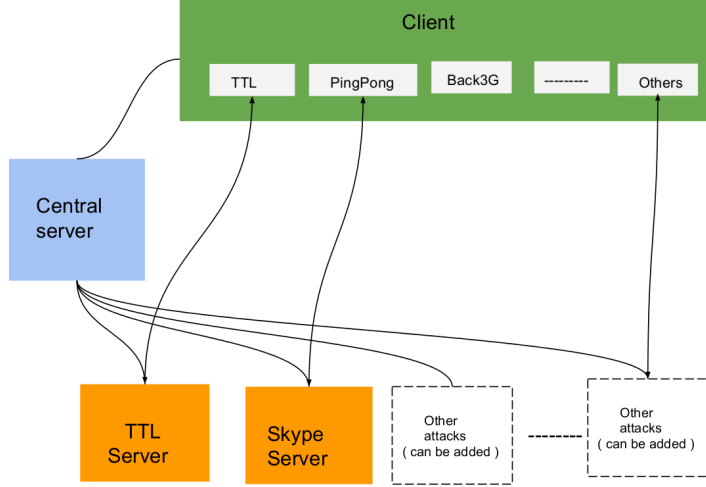 Client
TTL
PingPong
Back3G
---------
Others
Central
server
TTL
Server
Skype
Server
Other
attacks
( can be added )
--------
Other
attacks
( can be added )